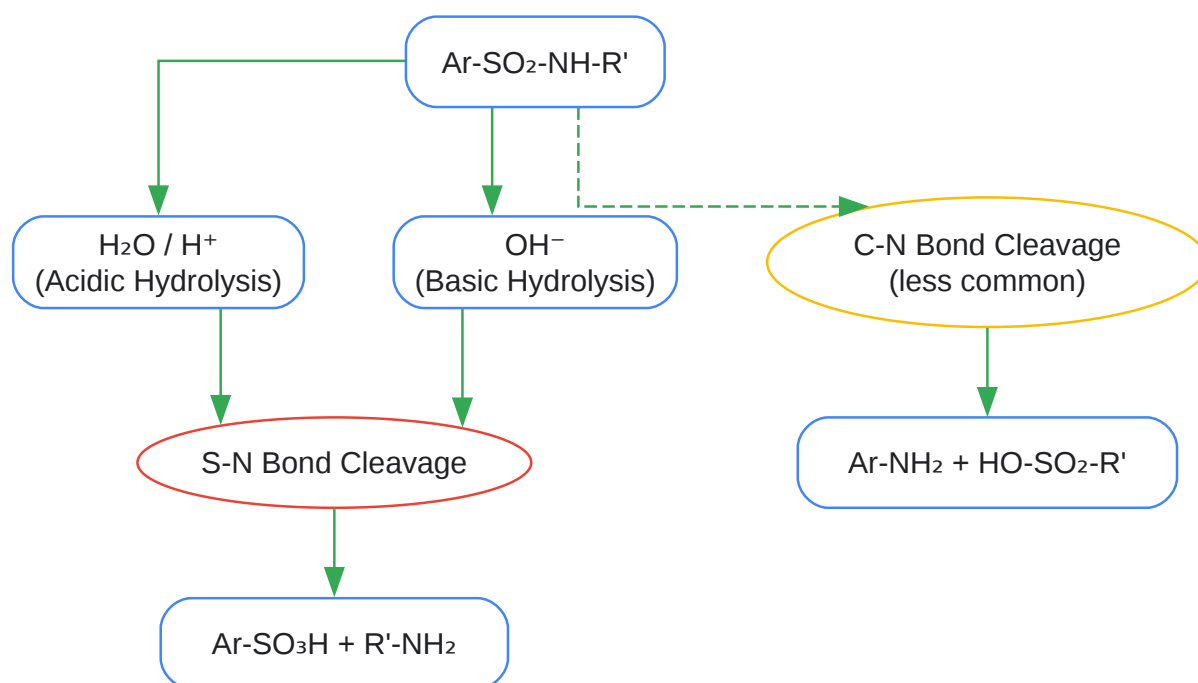 Ar-SO₂-NH-R'
H₂O / H⁺
(Acidic Hydrolysis)
OH⁻
(Basic Hydrolysis)
C-N Bond Cleavage
(less common)
S-N Bond Cleavage
Ar-NH₂ + HO-SO₂-R'
Ar-SO₃H + R'-NH₂